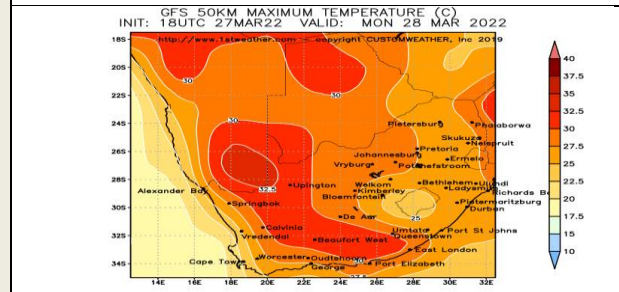 GFS 50KM MAXIMUM TEMPERATURE (C)
INIT: 18UTC 27MAR22 VALID: MON 28 MAR 2022
http://www.1stweather.com — copyright CUSTOMWEATHER, Inc 2019
18S
20S
22S
24S
26S
28S
30S
32S
34S
30
30
30
32.5
25
30
27.5
Pietersburg
Phalaborwa
Skukuza
Nelspruit
Pretoria
Johannesburg
Ermelo
Vryburg
Potchefstroom
Welkom
Bethlehem
Ulundi
Alexander Bay
Upington
Kimberley
Ladysmith
Richards B
Bloemfontein
Springbok
Pietermaritzburg
Durban
De Aar
Calvinia
Umtata
Port St Johns
Vredendal
Beaufort West
Queenstown
East London
Worcester
Oudtshoorn
Cape Town
George
Port Elizabeth
14E 16E 18E 20E 22E 24E 26E 28E 30E 32E
40
37.5
35
32.5
30
27.5
25
22.5
20
17.5
15
12.5
10